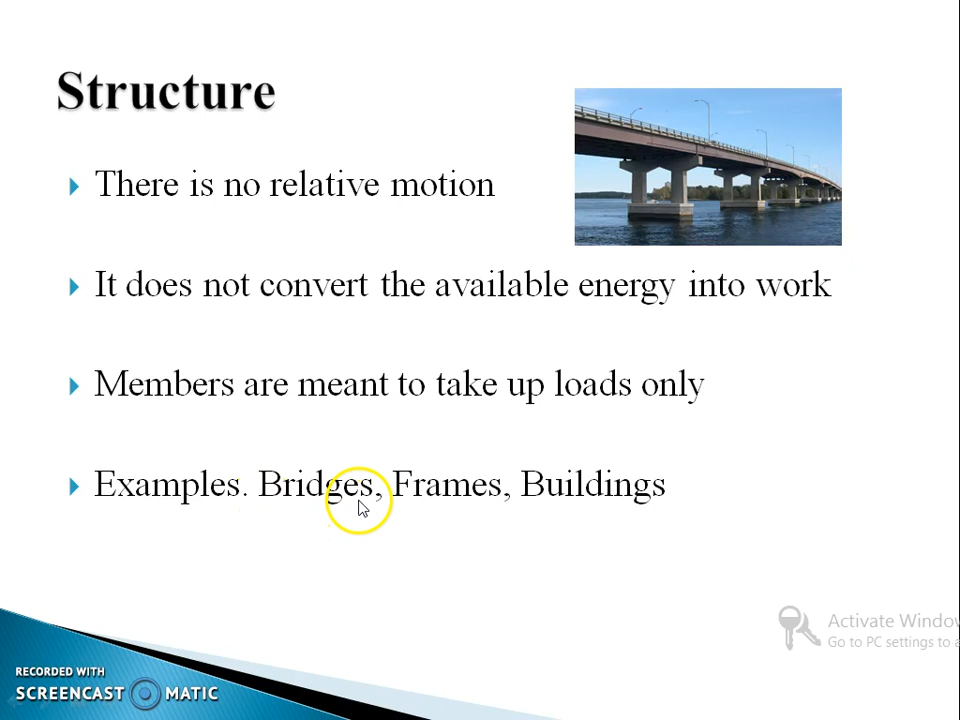 Structure
There is no relative motion
It does not convert the available energy into work
Members are meant to take up loads only
Examples. Bridges, Frames, Buildings
Activate Window
Go to PC settings to a
RECORDED WITH
SCREENCAST MATIC